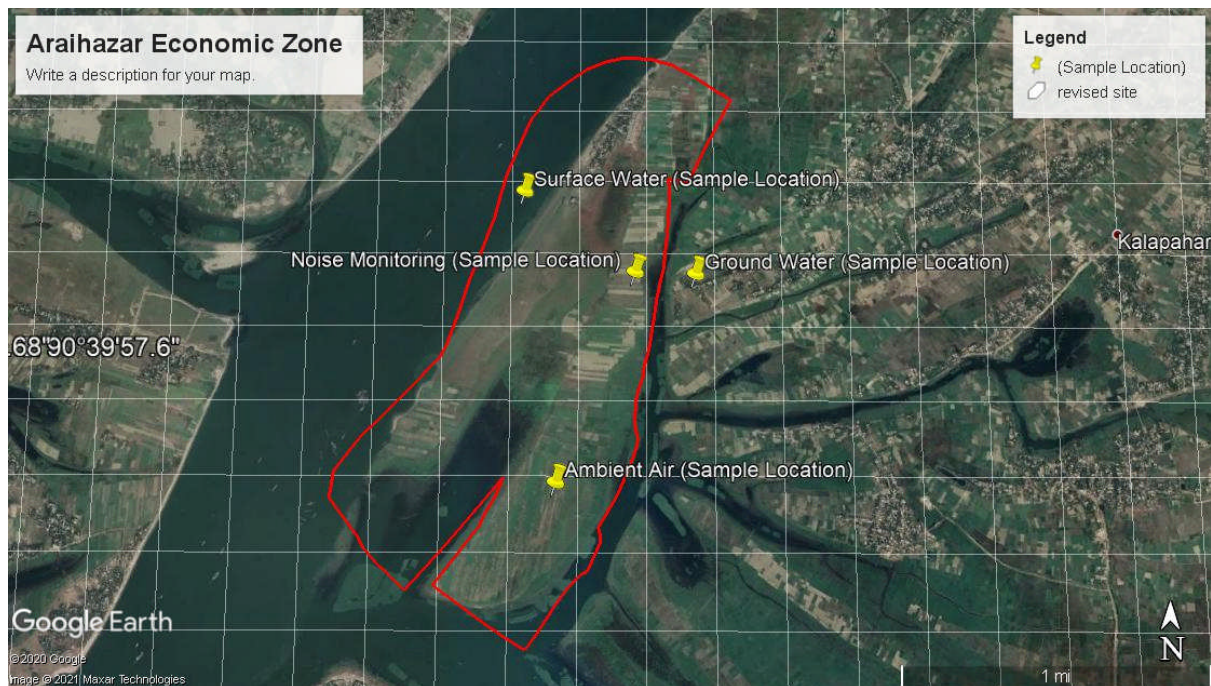 Araihazar Economic Zone
Write a description for your map.
Legend
(Sample Location)
revised site
Surface Water (Sample Location)
Kalapahar
Noise Monitoring (Sample Location)
Ground Water (Sample Location)
.68"90°39'57.6"
Ambient Air (Sample Location)
Google Earth
©2020 Google
Image ©2021 Maxar Technologies
N
1 mi